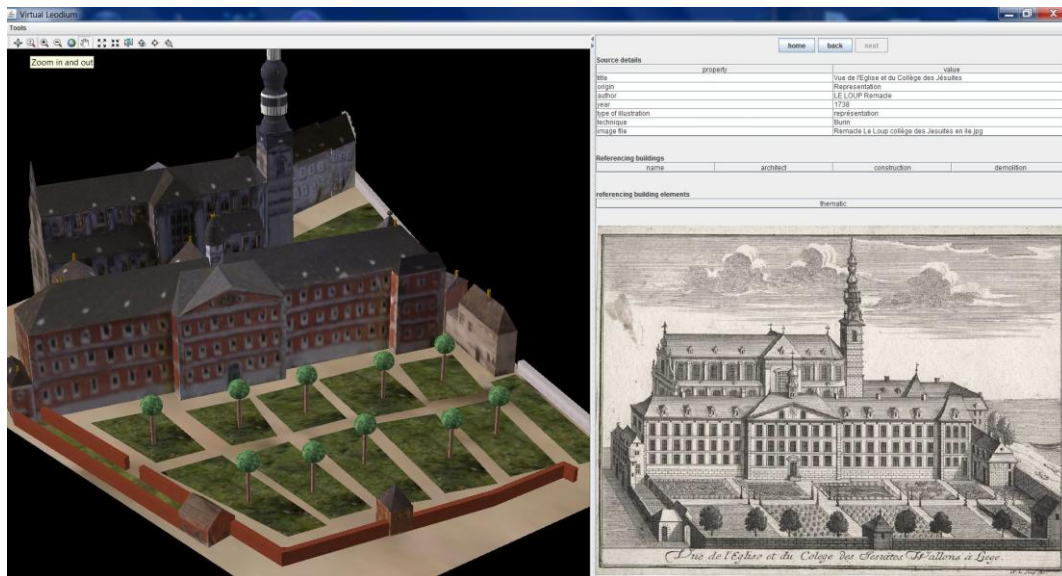 Virtual Leodium
Tools
Zoom in and out
home back next
Source details
property value
title Vue de l'Eglise et du Collège des Jésuites
origin Representation
author LE LOUP Remacle
year 1738
type of illustration représentation
technique Burin
image file Remacle Le Loup collège des Jesuites en ile.jpg
Referencing buildings
name architect construction demolition
referencing building elements
thematic
Vue de l'Eglise et du Colege des Jesuites Wallons à Liege.